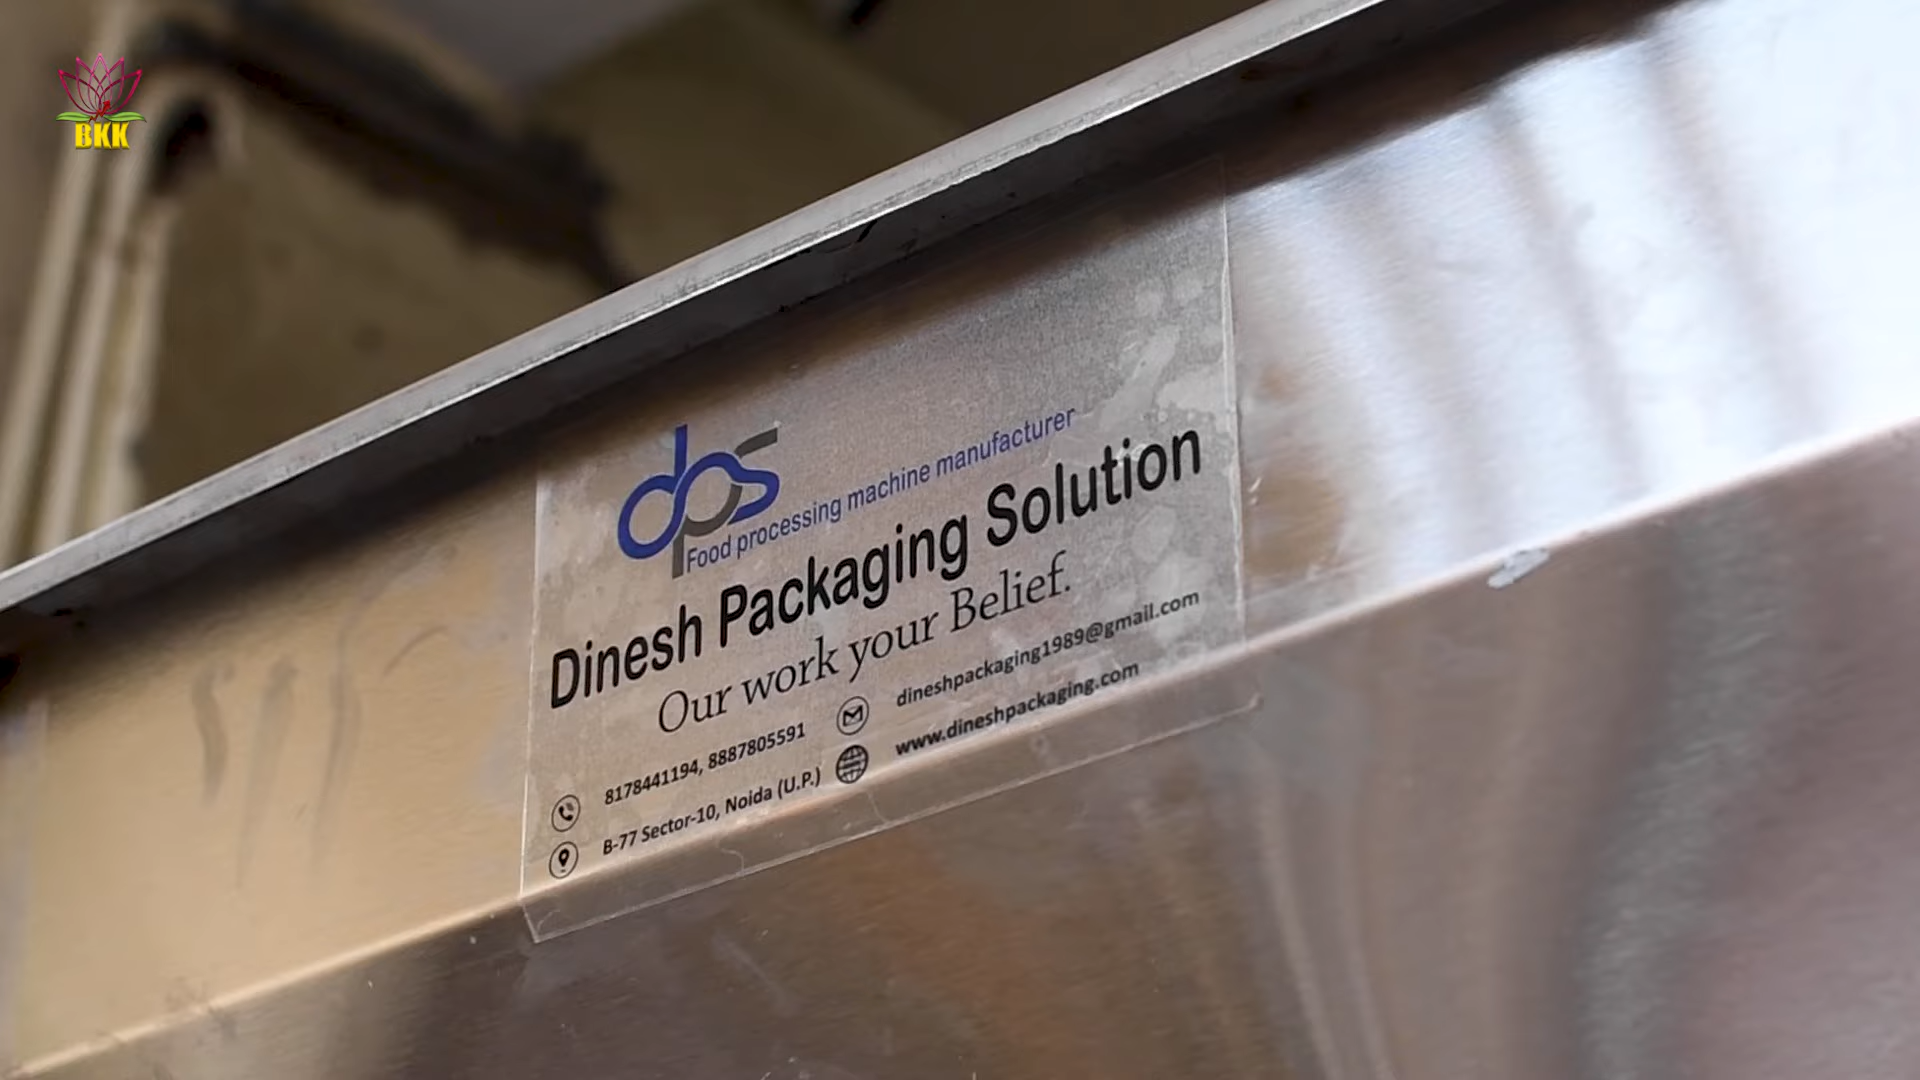 BKK
dps
Food processing machine manufacturer
Dinesh Packaging Solution
Our work your Belief.
8178441194, 8887805591
dineshpackaging1989@gmail.com
B-77 Sector-10, Noida (U.P.)
www.dineshpackaging.com